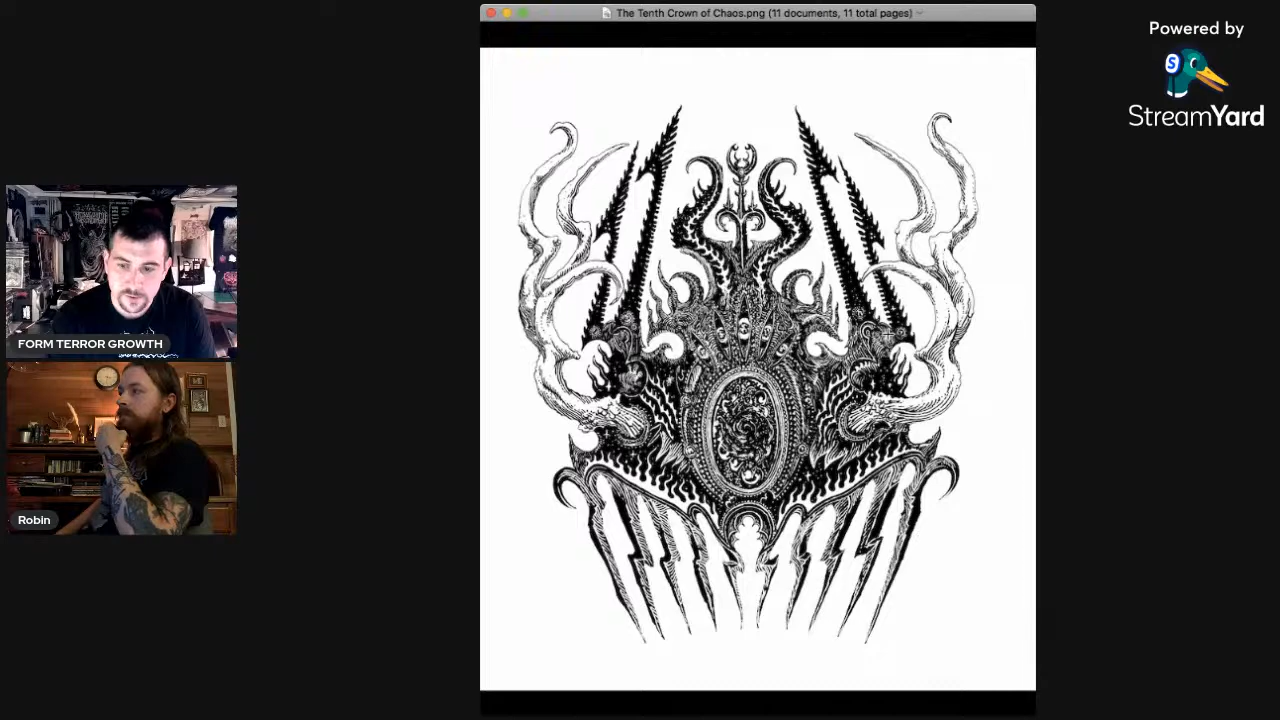 The Tenth Crown of Chaos.png (11 documents, 11 total pages)
Powered by
StreamYard
FORM TERROR GROWTH
Robin